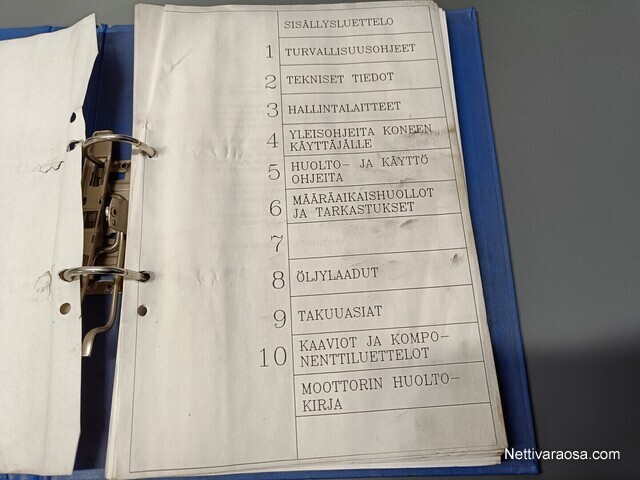 SISÄLLYSLUETTELO
1 TURVALLISUUSOHJEET
2 TEKNISET TIEDOT
3 HALLINTALAITTEET
4 YLEISOHJEITA KONEEN
KÄYTTÄJÄLLE
5 HUOLTO- JA KÄYTTÖ
OHJEITA
6 MÄÄRÄAIKAISHUOLLOT
JA TARKASTUKSET
7
8 ÖLJYLAADUT
9 TAKUUASIAT
10 KAAVIOT JA KOMPO-
NENTTILUETTELOT
MOOTTORIN HUOLTO-
KIRJA
Nettivaraosa.com